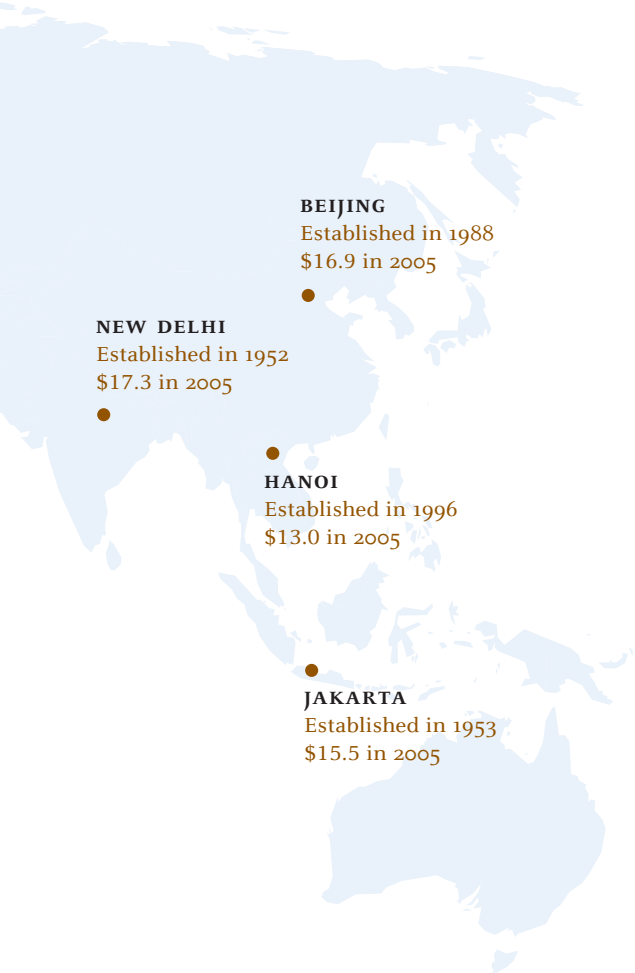 BEIJING
Established in 1988
$16.9 in 2005
NEW DELHI
Established in 1952
$17.3 in 2005
HANOI
Established in 1996
$13.0 in 2005
JAKARTA
Established in 1953
$15.5 in 2005